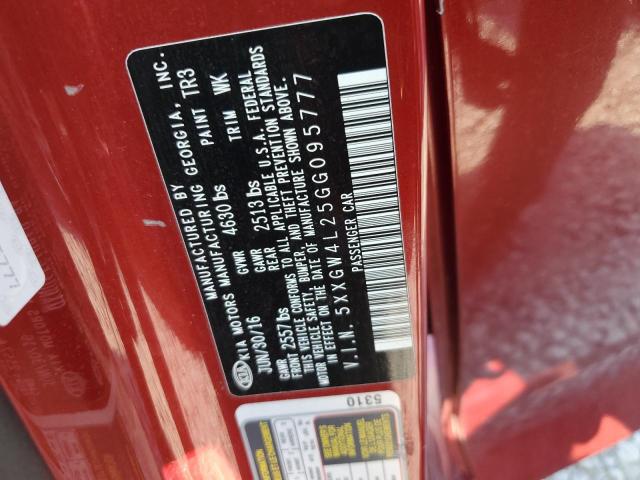 MANUFACTURED BY
KIA MOTORS MANUFACTURING GEORGIA, INC.
JUN/30/16 GVWR 4630 lbs PAINT TR3
GAWR 2557 lbs GAWR 2513 lbs TRIM WK
FRONT REAR
VEHICLE CONFORMS TO ALL APPLICABLE U.S.A. FEDERAL
MOTOR VEHICLE SAFETY, BUMPER, AND THEFT PREVENTION STANDARDS
IN EFFECT ON THE DATE OF MANUFACTURE SHOWN ABOVE.
V.I.N. 5XXGW4L25GG095777
PASSENGER CAR
5310